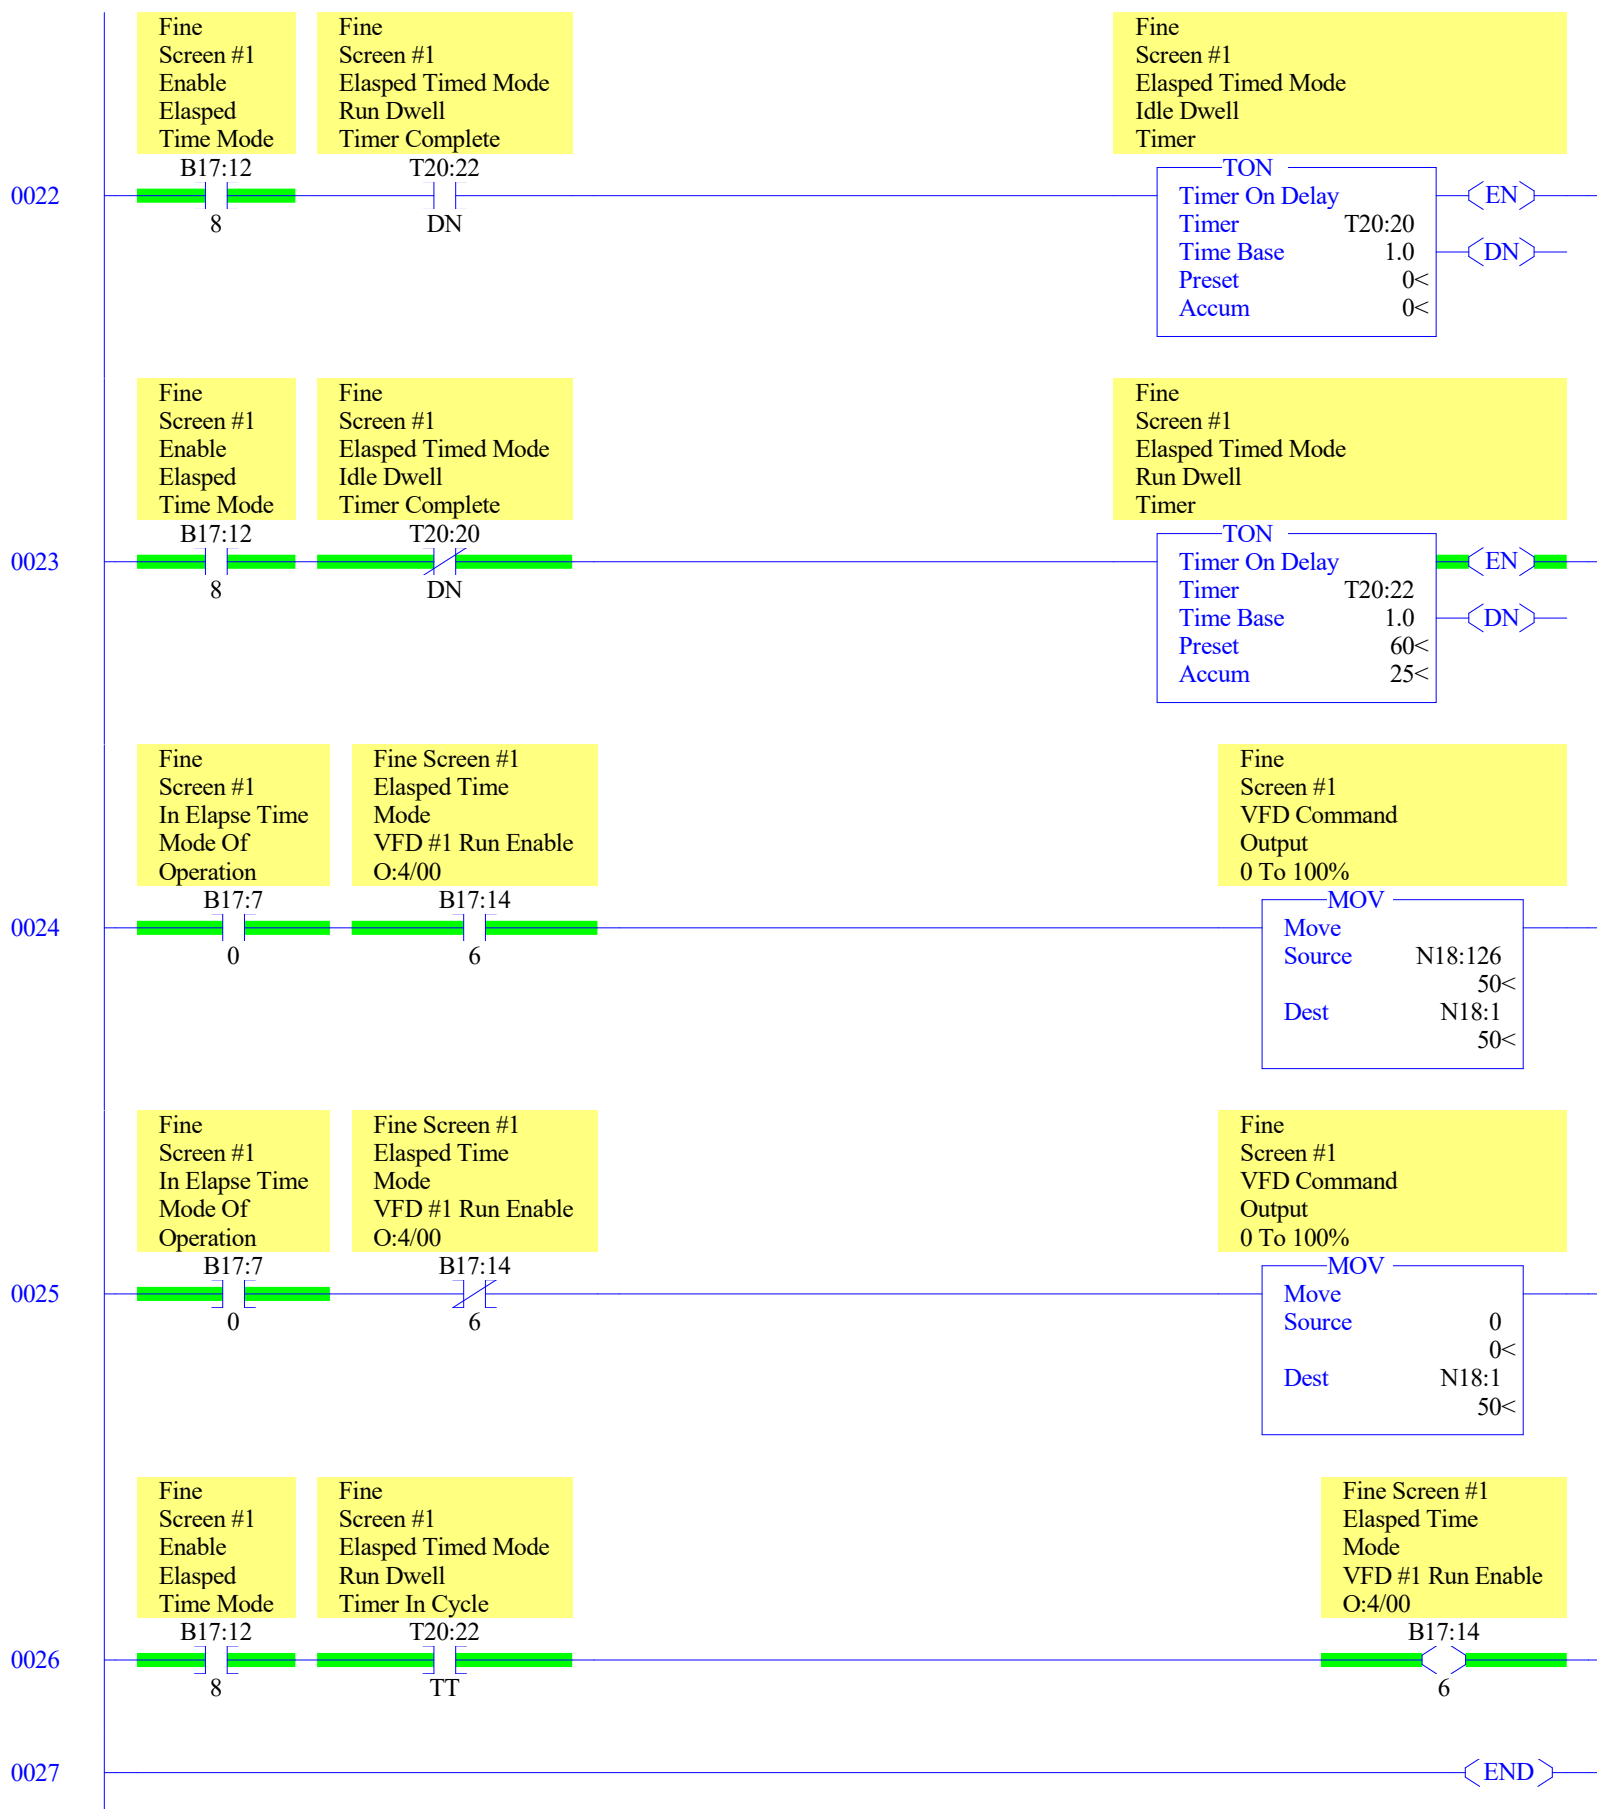 Fine
Screen #1
Enable
Elasped
Time Mode
B17:12
8
Fine
Screen #1
Elasped Timed Mode
Run Dwell
Timer Complete
T20:22
DN
Fine
Screen #1
Elasped Timed Mode
Idle Dwell
Timer
0022
TON
Timer On Delay
Timer T20:20
Time Base 1.0
Preset 0<
Accum 0<
EN
DN
Fine
Screen #1
Enable
Elasped
Time Mode
B17:12
8
Fine
Screen #1
Elasped Timed Mode
Idle Dwell
Timer Complete
T20:20
DN
Fine
Screen #1
Elasped Timed Mode
Run Dwell
Timer
0023
TON
Timer On Delay
Timer T20:22
Time Base 1.0
Preset 60<
Accum 25<
EN
DN
Fine
Screen #1
In Elapse Time
Mode Of
Operation
B17:7
0
Fine Screen #1
Elasped Time
Mode
VFD #1 Run Enable
O:4/00
B17:14
6
Fine
Screen #1
VFD Command
Output
0 To 100%
0024
MOV
Move
Source N18:126
50<
Dest N18:1
50<
Fine
Screen #1
In Elapse Time
Mode Of
Operation
B17:7
0
Fine Screen #1
Elasped Time
Mode
VFD #1 Run Enable
O:4/00
B17:14
6
Fine
Screen #1
VFD Command
Output
0 To 100%
0025
MOV
Move
Source 0
0<
Dest N18:1
50<
Fine
Screen #1
Enable
Elasped
Time Mode
B17:12
8
Fine
Screen #1
Elasped Timed Mode
Run Dwell
Timer In Cycle
T20:22
TT
Fine Screen #1
Elasped Time
Mode
VFD #1 Run Enable
O:4/00
B17:14
6
0026
0027
END